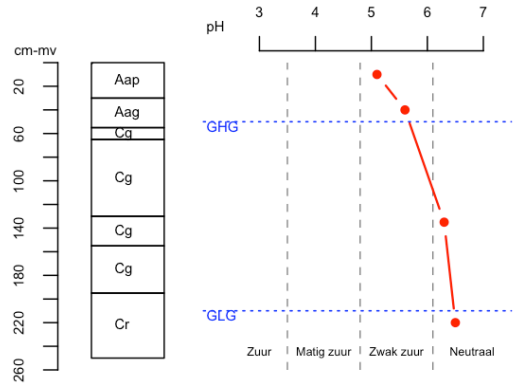 pH
3 4 5 6 7
cm-mv
20
60
100
140
180
220
260
Aap
Aag
Cg
Cg
Cg
Cg
Cr
GHG
GLG
Zuur Matig zuur Zwak zuur Neutraal